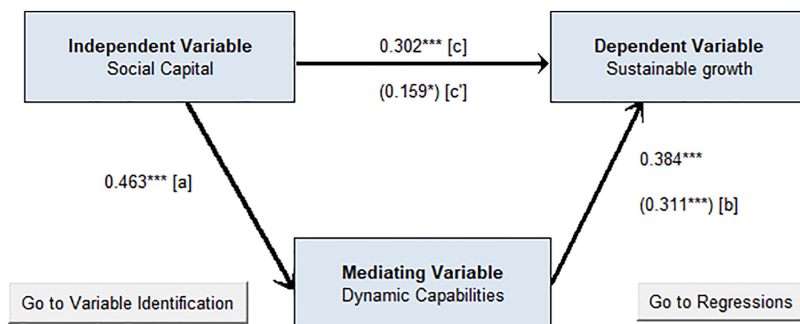 Independent Variable
Social Capital
0.302*** [c]
(0.159*) [c']
Dependent Variable
Sustainable growth
0.463*** [a]
0.384***
(0.311***) [b]
Mediating Variable
Dynamic Capabilities
Go to Variable Identification
Go to Regressions